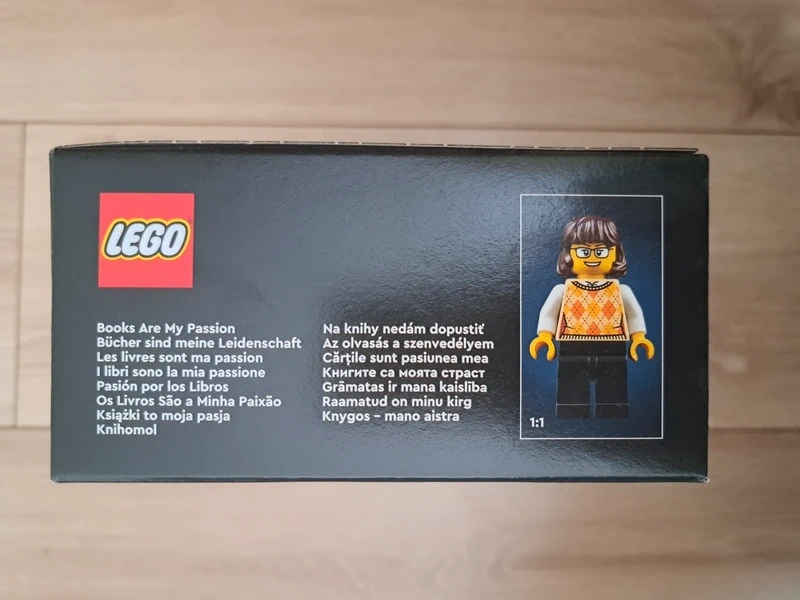 LEGO
Books Are My Passion
Bücher sind meine Leidenschaft
Les livres sont ma passion
I libri sono la mia passione
Pasión por los Libros
Os Livros São a Minha Paixão
Książki to moja pasja
Knihomol
Na knihy nedám dopustiť
Az olvasás a szenvedélyem
Cărțile sunt pasiunea mea
Книгите са моята страст
Grāmatas ir mana kaislība
Raamatud on minu kirg
Knygos – mano aistra
1:1